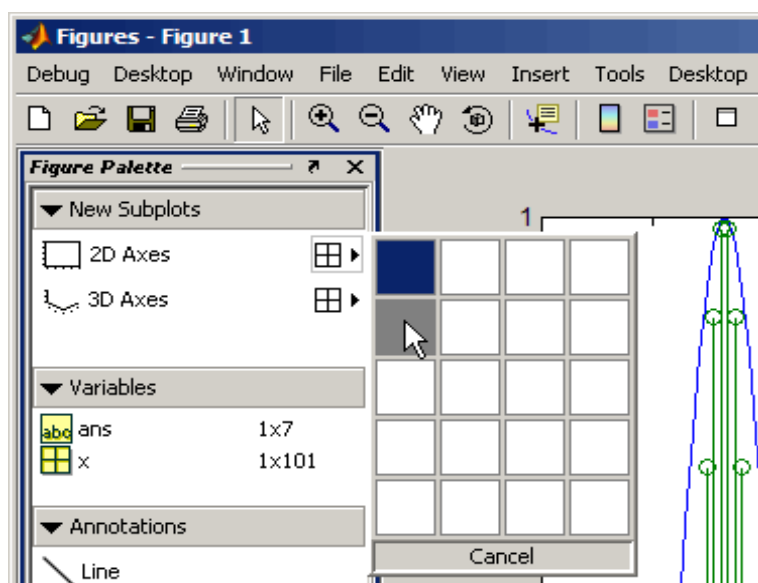 Figures - Figure 1
Debug Desktop Window File Edit View Insert Tools Desktop
Figure Palette
New Subplots
1
2D Axes
3D Axes
Variables
abc ans 1x7
x 1x101
Annotations
Cancel
Line